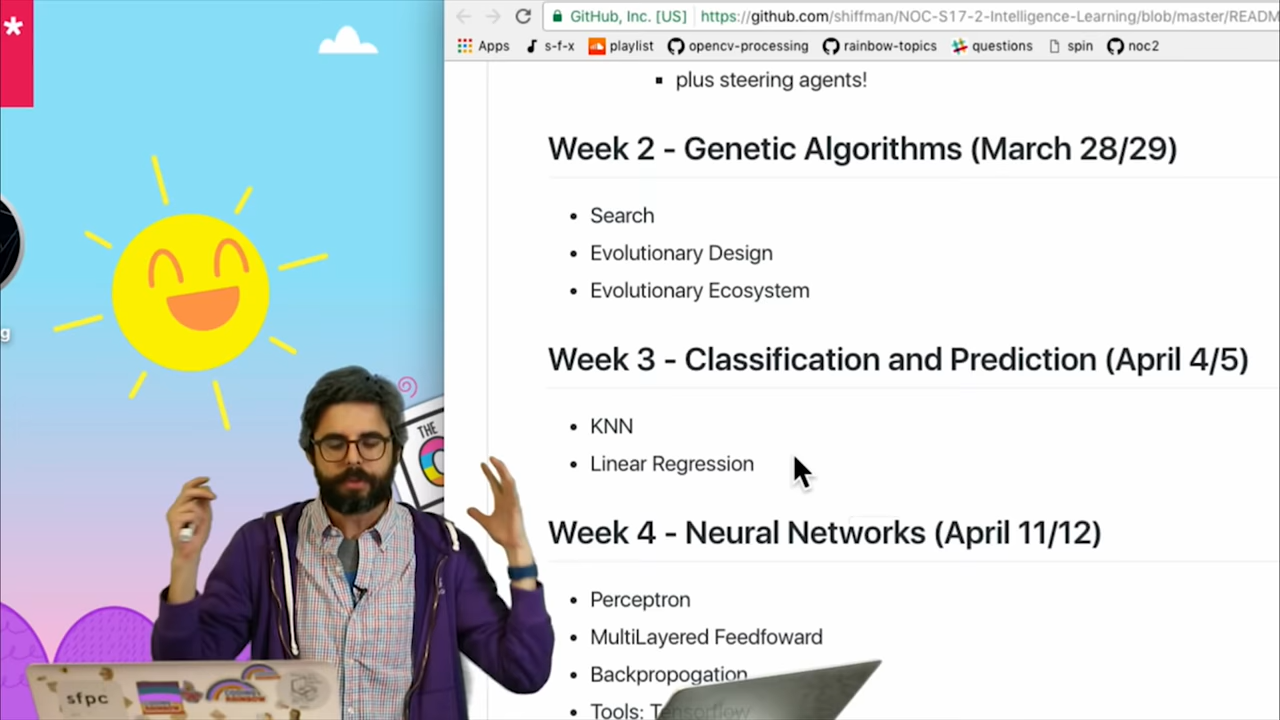 *
GitHub, Inc. [US]
https://github.com/shiffman/NOC-S17-2-Intelligence-Learning/blob/master/READM
Apps
s-f-x
playlist
opencv-processing
rainbow-topics
questions
spin
noc2
plus steering agents!
Week 2 - Genetic Algorithms (March 28/29)
Search
Evolutionary Design
Evolutionary Ecosystem
g
Week 3 - Classification and Prediction (April 4/5)
KNN
Linear Regression
THE
C
Week 4 - Neural Networks (April 11/12)
Perceptron
MultiLayered Feedfoward
Backpropogation
Tools: Tensorflow
sfpc